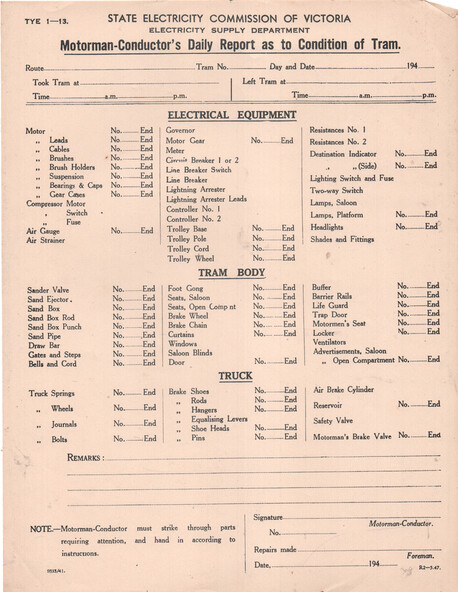 TYE 1—13.
STATE ELECTRICITY COMMISSION OF VICTORIA
ELECTRICITY SUPPLY DEPARTMENT
Motorman-Conductor's Daily Report as to Condition of Tram.
Route Tram No. Day and Date 194
Took Tram at Left Tram at
Time a.m. p.m. Time a.m. p.m.
ELECTRICAL EQUIPMENT
Motor No. End
„ Leads No. End
„ Cables No. End
„ Brushes No. End
„ Brush Holders No. End
„ Suspension No. End
„ Bearings & Caps No. End
„ Gear Cases No. End
Compressor Motor
„ Switch
„ Fuse
Air Gauge No. End
Air Strainer
Governor
Motor Gear No. End
Meter
Circuit Breaker 1 or 2
Line Breaker Switch
Line Breaker
Lightning Arrester
Lightning Arrester Leads
Controller No. 1
Controller No. 2
Trolley Base No. End
Trolley Pole No. End
Trolley Cord No. End
Trolley Wheel No. End
Resistances No. 1
Resistances No. 2
Destination Indicator No. End
„ „ (Side) No. End
Lighting Switch and Fuse
Two-way Switch
Lamps, Saloon
Lamps, Platform No. End
Headlights No. End
Shades and Fittings
TRAM BODY
Sander Valve No. End
Sand Ejector No. End
Sand Box No. End
Sand Box Rod No. End
Sand Box Punch No. End
Sand Pipe No. End
Draw Bar No. End
Gates and Steps No. End
Bells and Cord No. End
Foot Gong No. End
Seats, Saloon No. End
Seats, Open Compnt No. End
Brake Wheel No. End
Brake Chain No. End
Curtains No. End
Windows
Saloon Blinds
Door No. End
Buffer No. End
Barrier Rails No. End
Life Guard No. End
Trap Door No. End
Motormen's Seat No. End
Locker No. End
Ventilators
Advertisements, Saloon
„ Open Compartment No. End
TRUCK
Truck Springs No. End
„ Wheels No. End
„ Journals No. End
„ Bolts No. End
Brake Shoes No. End
„ Rods No. End
„ Hangers No. End
„ Equalising Levers
„ Shoe Heads No. End
„ Pins No. End
Air Brake Cylinder
Reservoir No. End
Safety Valve
Motorman's Brake Valve No. End
REMARKS:
NOTE.—Motorman-Conductor must strike through parts
requiring attention, and hand in according to
instructions.
Signature
Motorman-Conductor.
No.
Repairs made
Foreman.
Date, 194